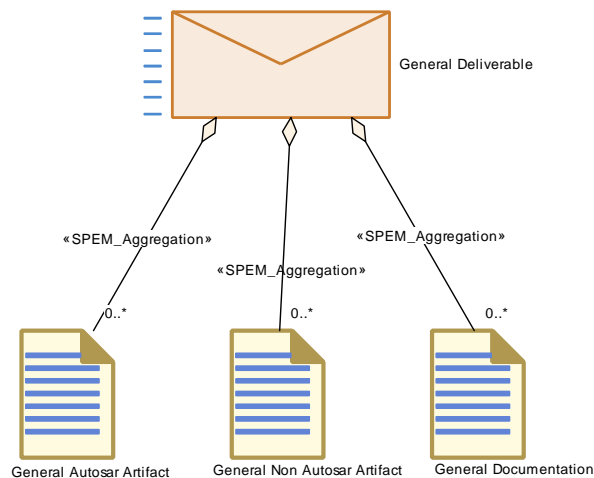 General Deliverable
«SPEM_Aggregation»
«SPEM_Aggregation»
«SPEM_Aggregation»
0..*
0..*
0..*
General Autosar Artifact
General Non Autosar Artifact
General Documentation